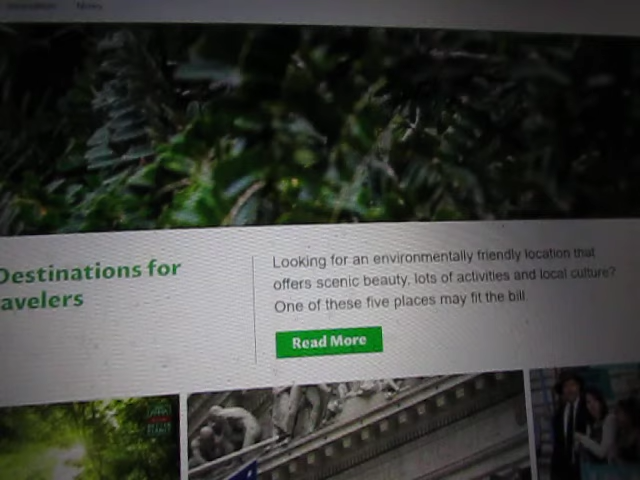 News
Destinations for
avelers
Looking for an environmentally friendly location that
offers scenic beauty, lots of activities and local culture?
One of these five places may fit the bill.
Read More